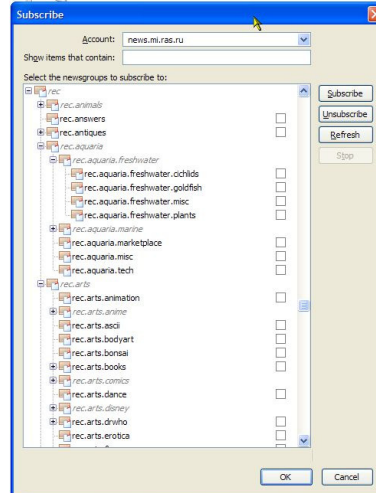 Subscribe
Account: news.mi.ras.ru
Show items that contain:
Select the newsgroups to subscribe to:
rec
rec.animals
rec.answers
rec.antiques
rec.aquaria
rec.aquaria.freshwater
rec.aquaria.freshwater.cichlids
rec.aquaria.freshwater.goldfish
rec.aquaria.freshwater.misc
rec.aquaria.freshwater.plants
rec.aquaria.marine
rec.aquaria.marketplace
rec.aquaria.misc
rec.aquaria.tech
rec.arts
rec.arts.animation
rec.arts.anime
rec.arts.ascii
rec.arts.bodyart
rec.arts.bonsai
rec.arts.books
rec.arts.comics
rec.arts.dance
rec.arts.disney
rec.arts.drwho
rec.arts.erotica
Subscribe
Unsubscribe
Refresh
Stop
OK
Cancel